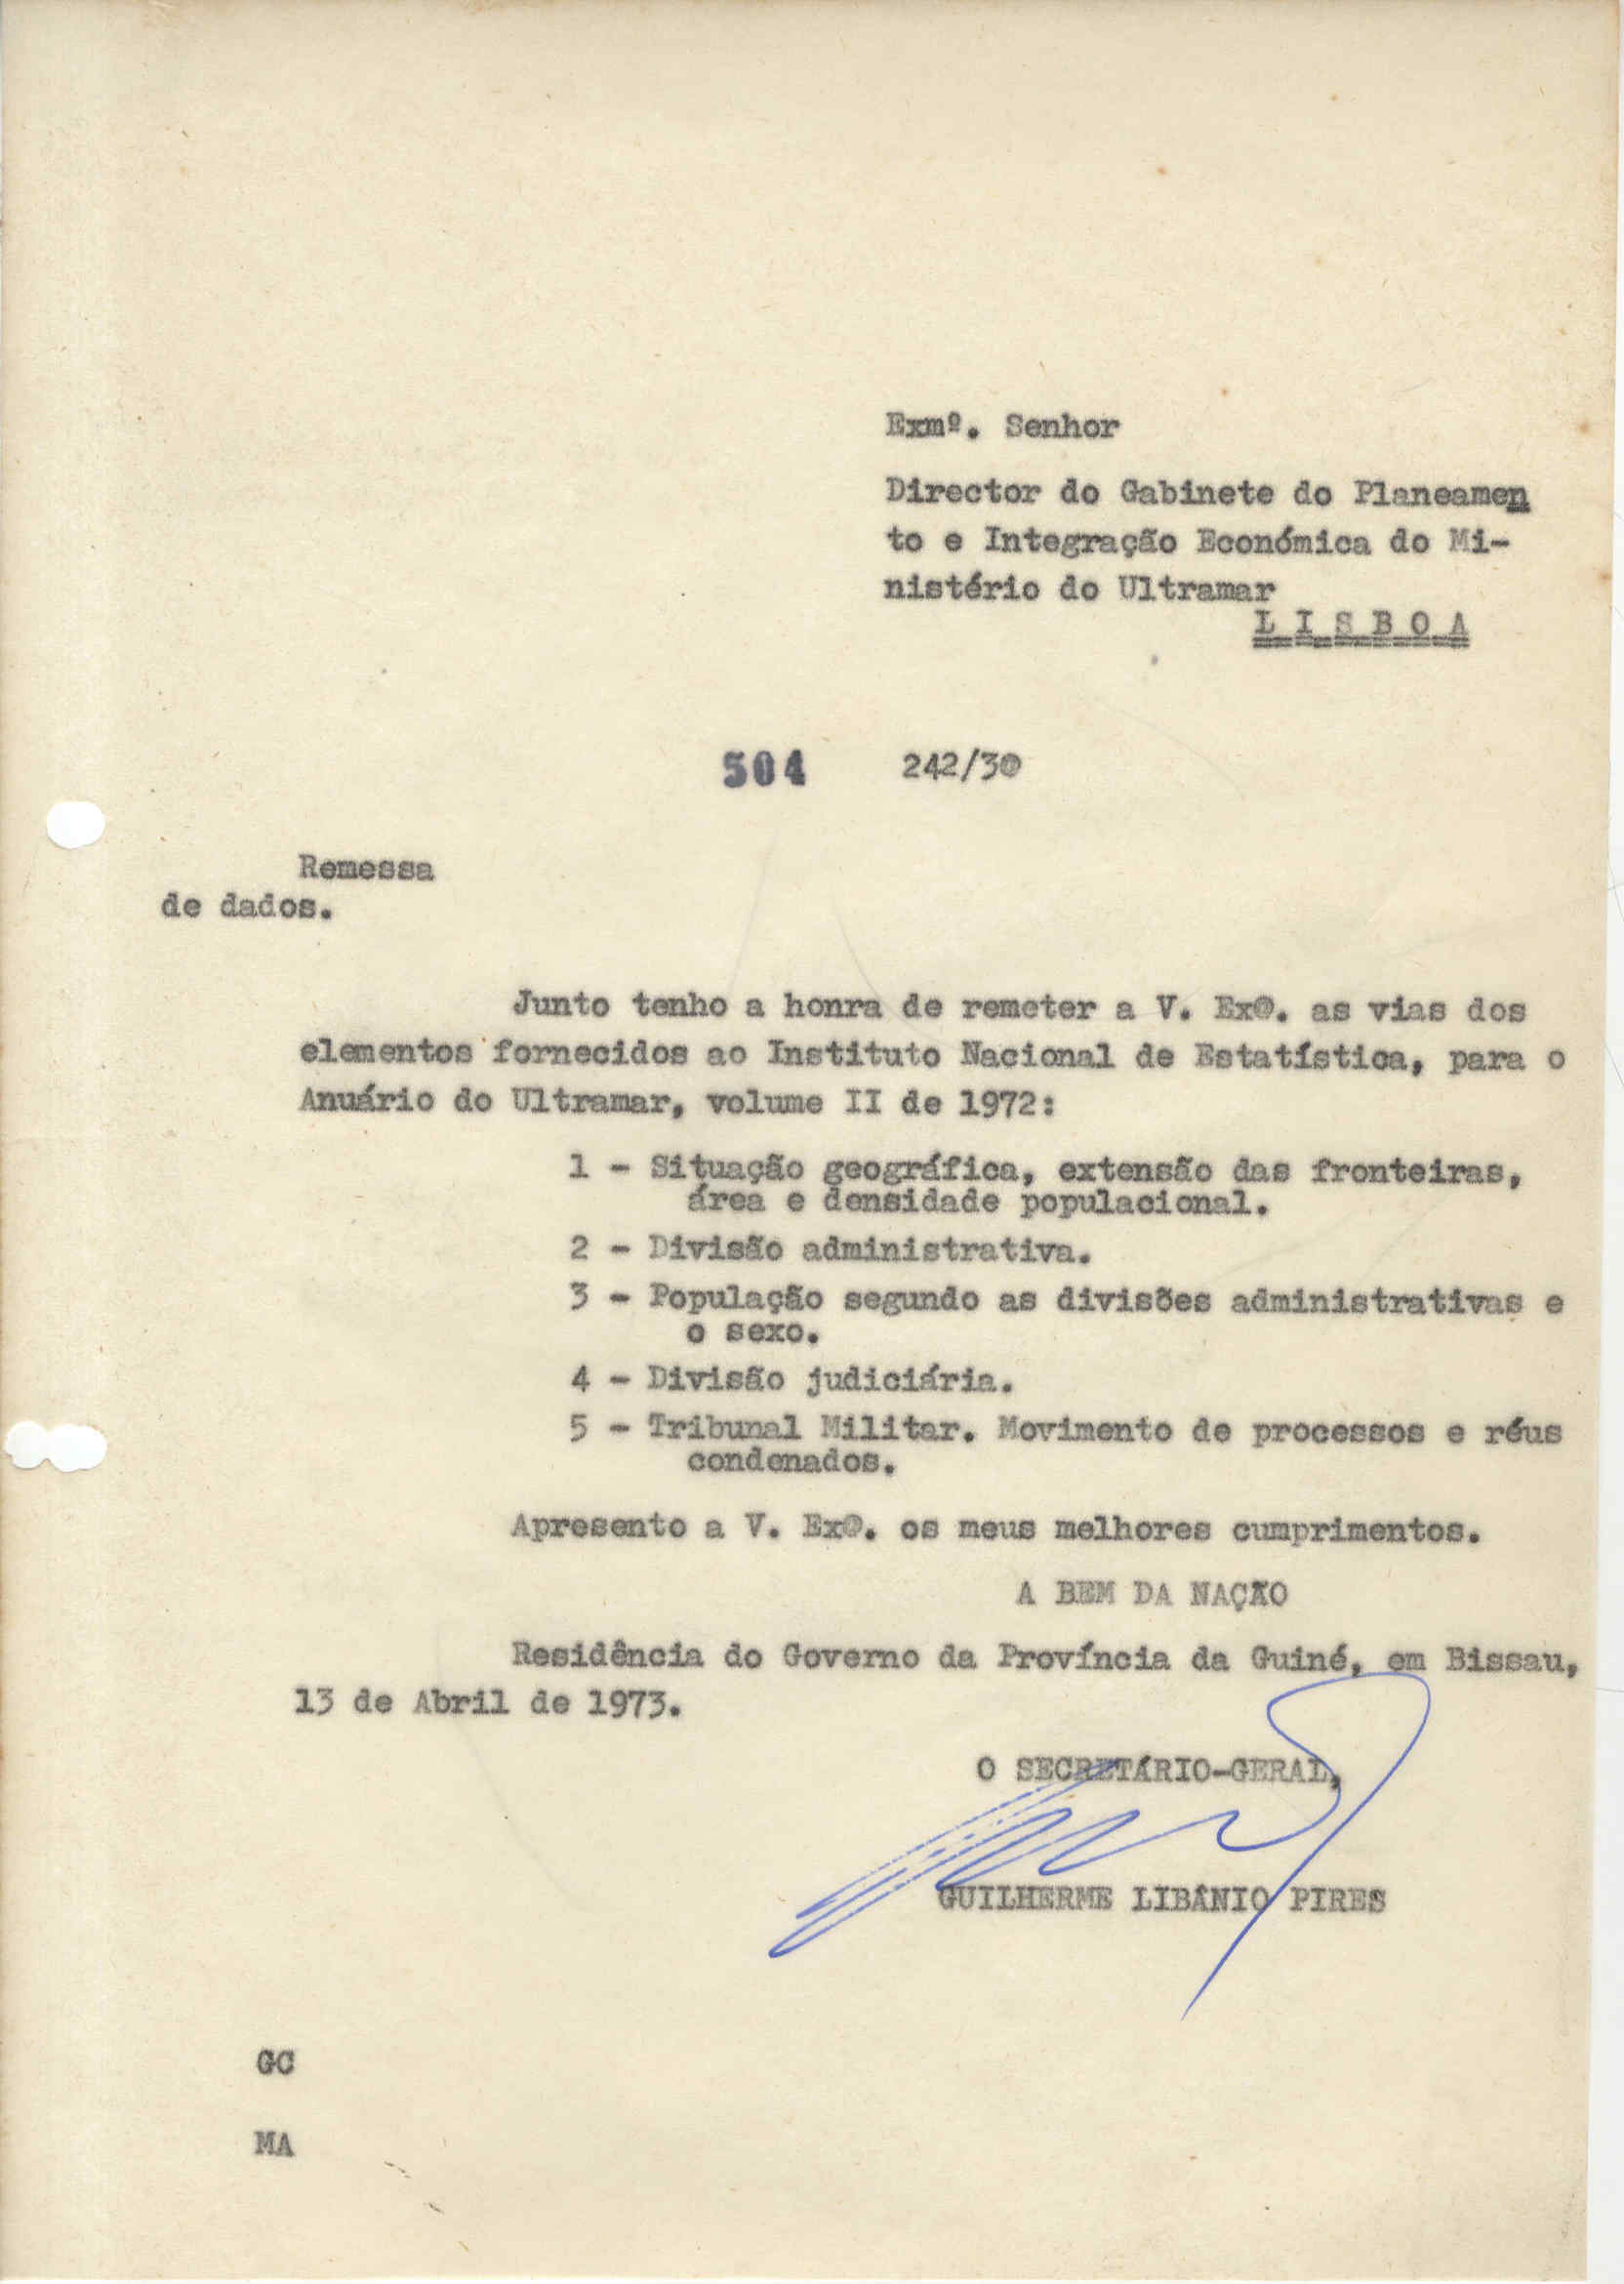 Exmº. Senhor
Director do Gabinete do Planeamen
to e Integração Económica do Mi-
nistério do Ultramar
L I S B O A
504 242/3@
Remessa
de dados.
Junto tenho a honra de remeter a V. Ex@. as vias dos
elementos fornecidos ao Instituto Nacional de Estatística, para o
Anuário do Ultramar, volume II de 1972:
1 - Situação geográfica, extensão das fronteiras,
área e densidade populacional.
2 - Divisão administrativa.
3 - População segundo as divisões administrativas e
o sexo.
4 - Divisão judiciária.
5 - Tribunal Militar. Movimento de processos e réus
condenados.
Apresento a V. Ex@. os meus melhores cumprimentos.
A BEM DA NAÇÃO
Residência do Governo da Província da Guiné, em Bissau,
13 de Abril de 1973.
O SECRETÁRIO-GERAL,
GUILHERME LIBÂNIO PIRES
GC
MA